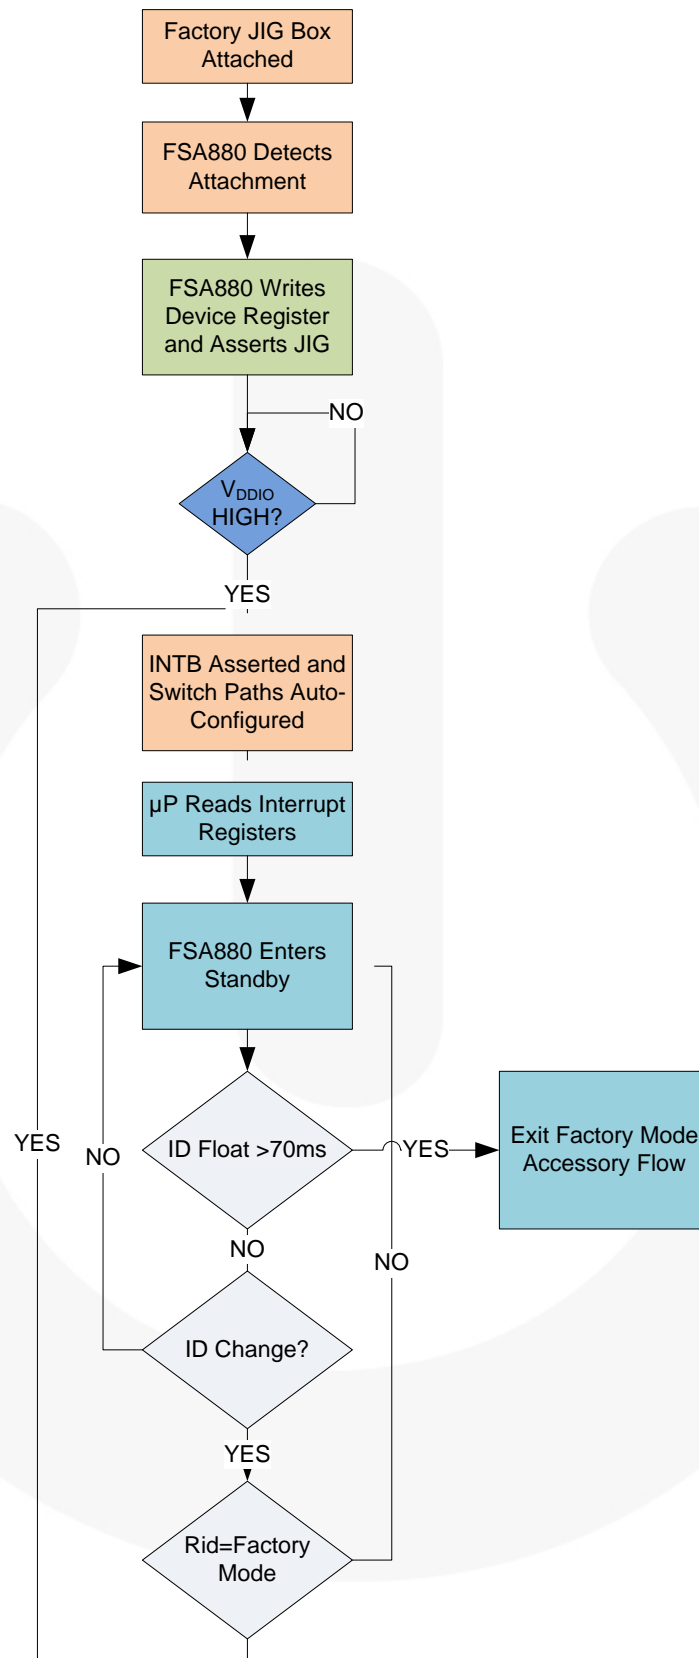 Factory JIG Box
Attached
FSA880 Detects
Attachment
FSA880 Writes
Device Register
and Asserts JIG
NO
VDDIO
HIGH?
YES
INTB Asserted and
Switch Paths Auto-
Configured
µP Reads Interrupt
Registers
FSA880 Enters
Standby
YES
NO
ID Float >70ms
YES
Exit Factory Mode
Accessory Flow
NO
NO
ID Change?
YES
Rid=Factory
Mode